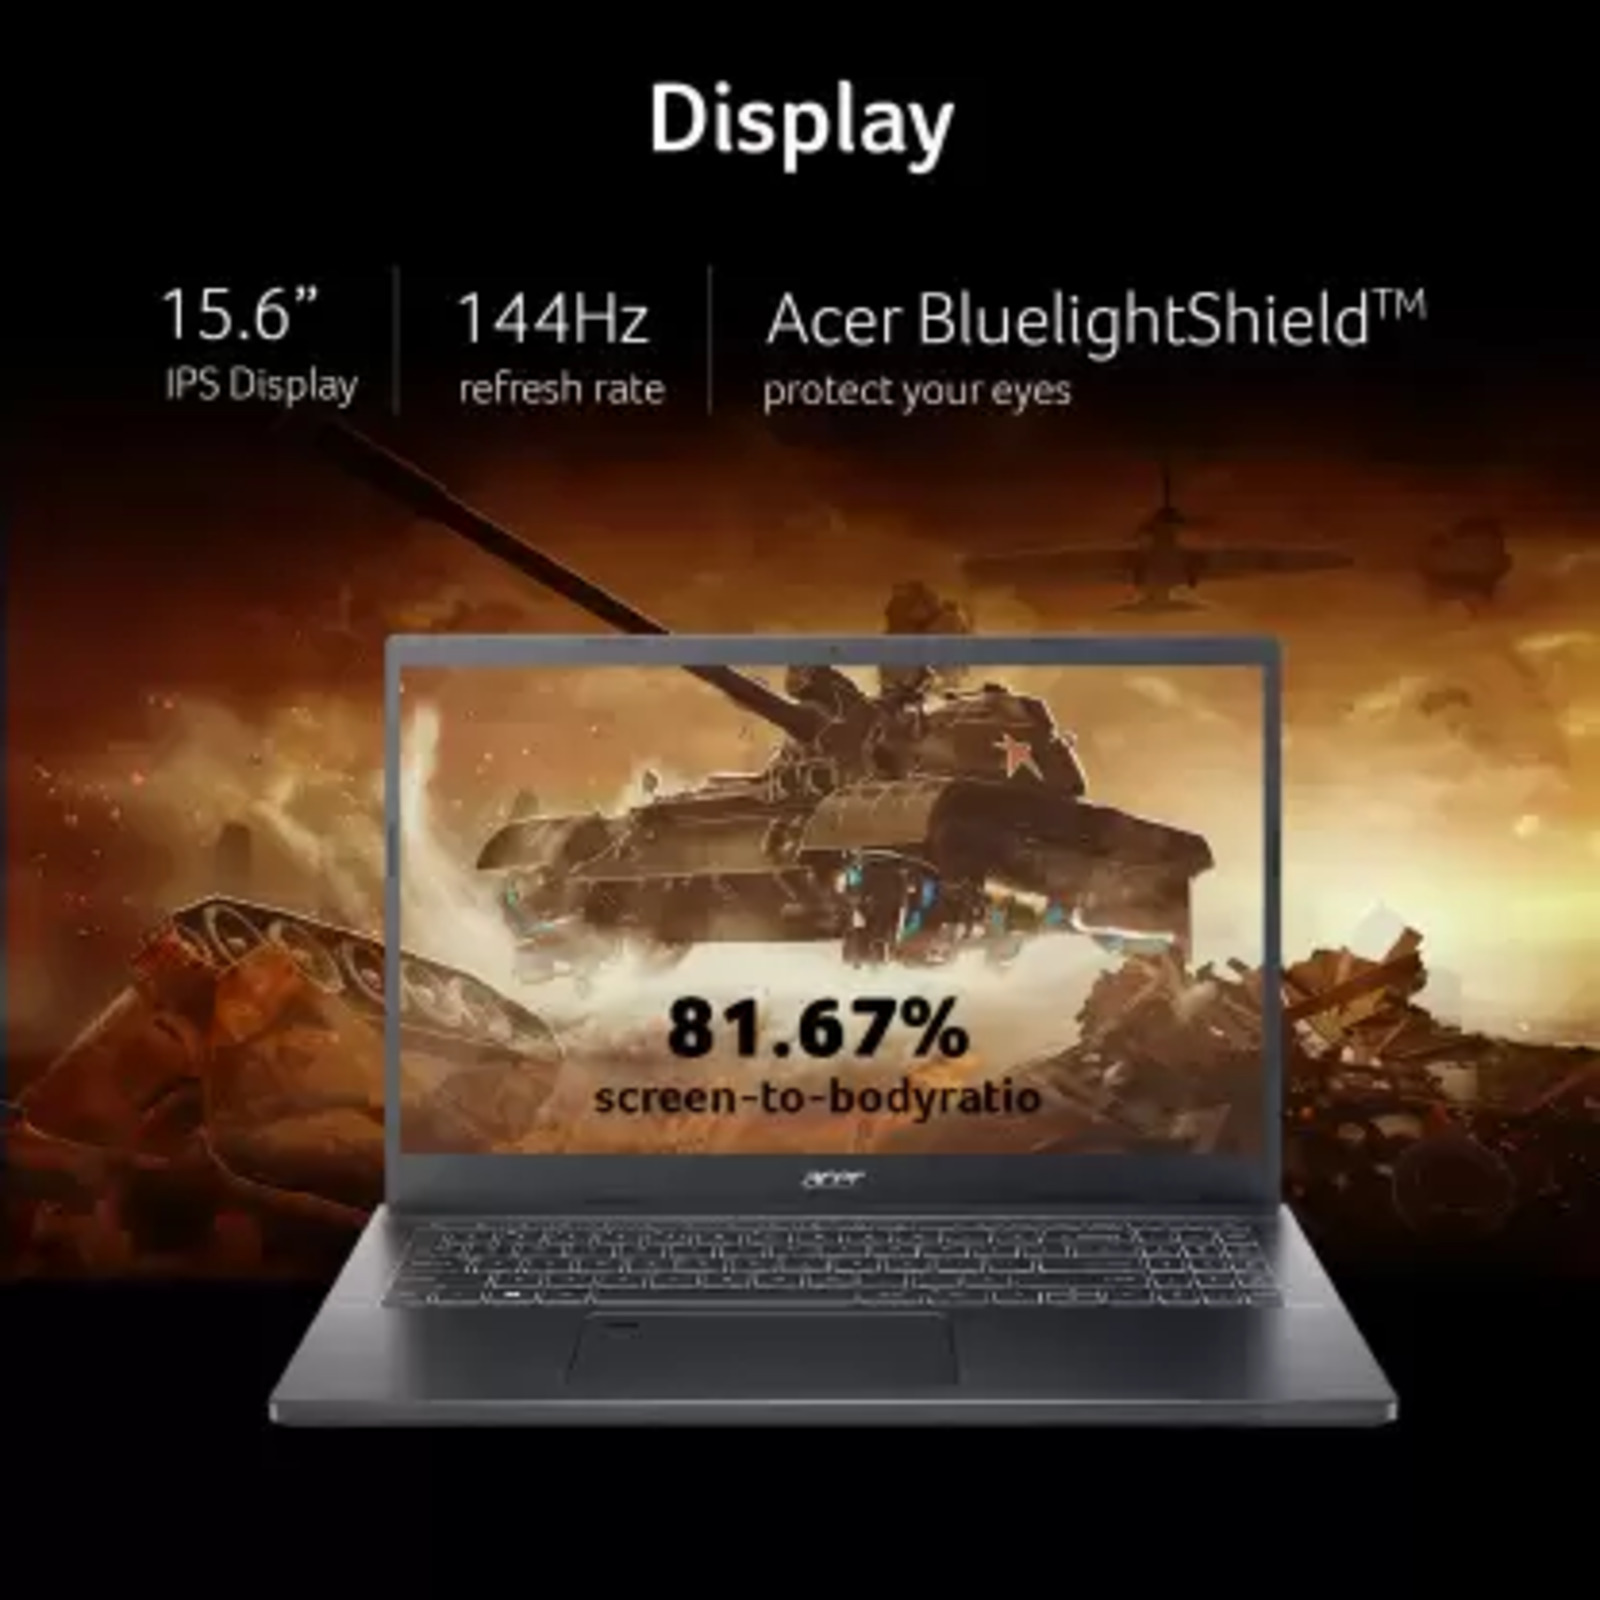 Display
15.6” 144Hz Acer BluelightShield™
IPS Display refresh rate protect your eyes
81.67%
screen-to-bodyratio
acer